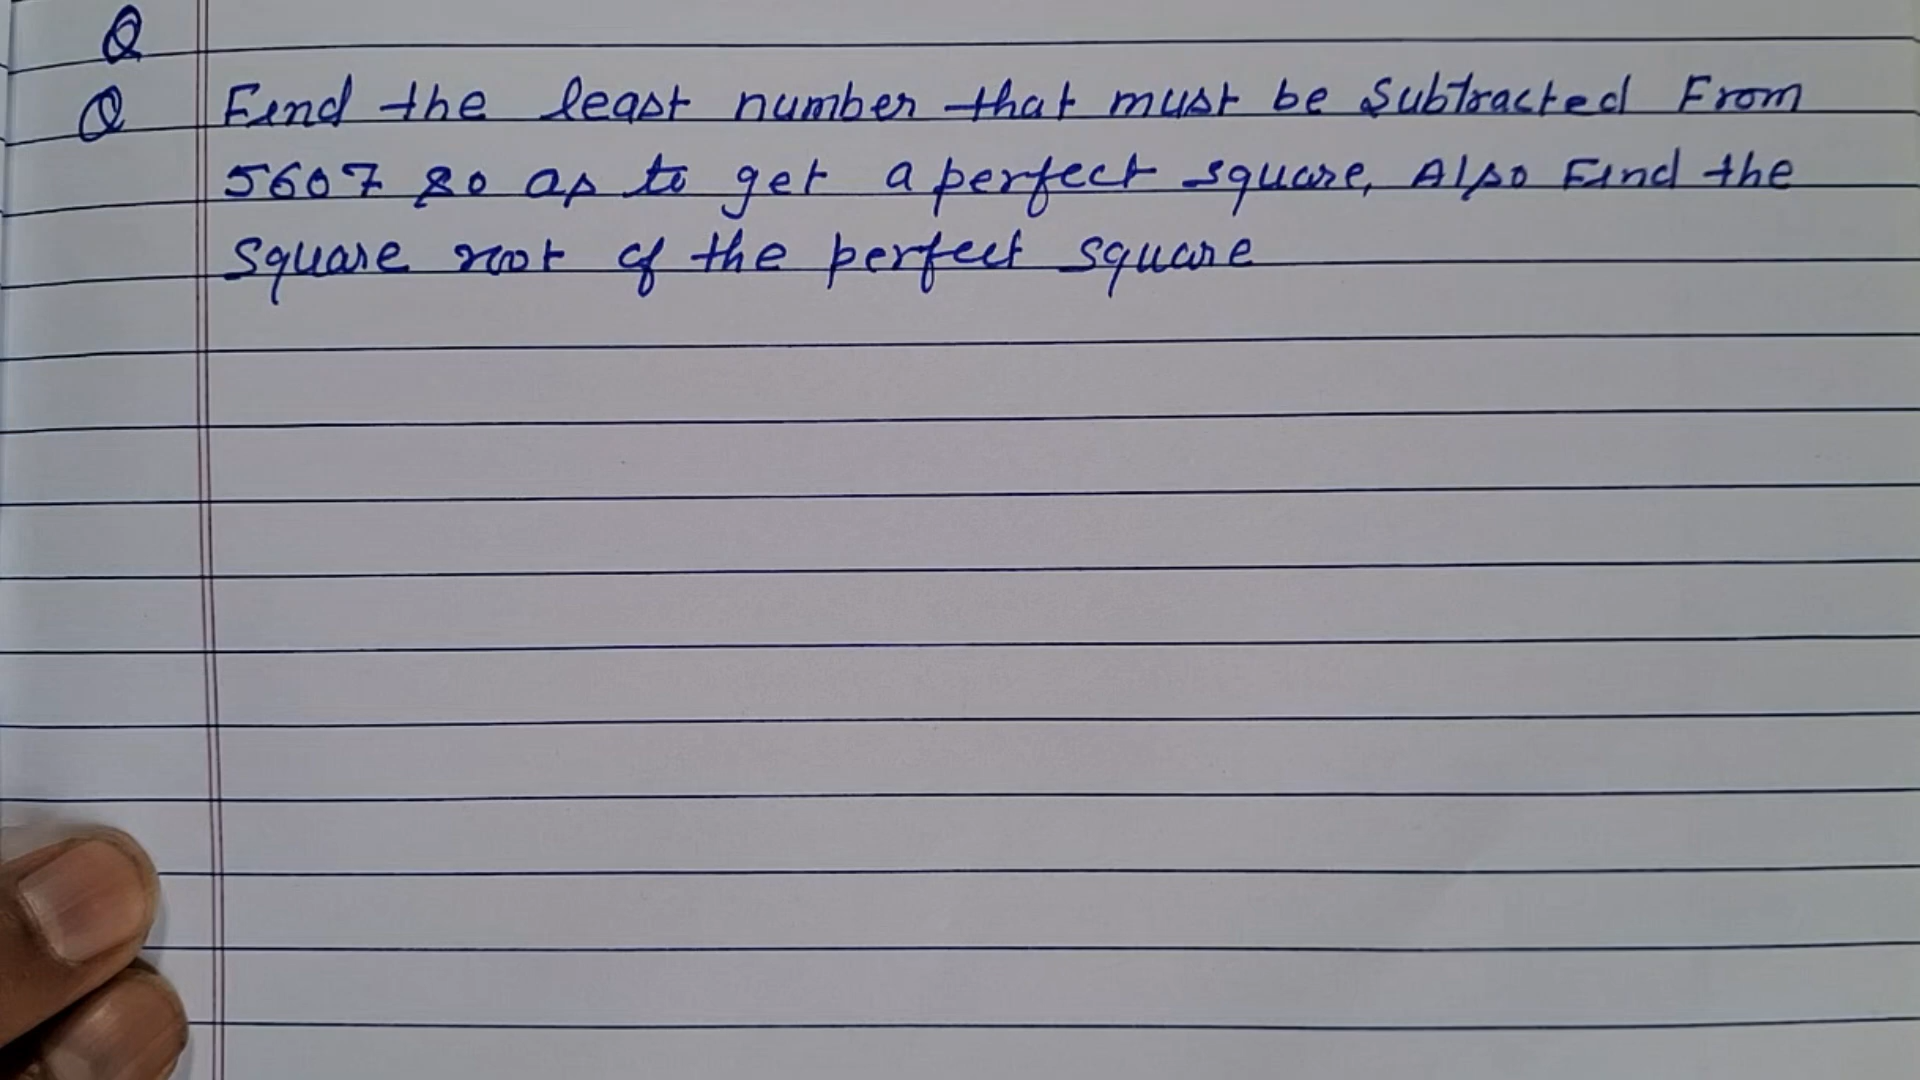 Q
Q Find the least number that must be Subtracted From
5607 so as to get a perfect square, Also Find the
Square root of the perfect square